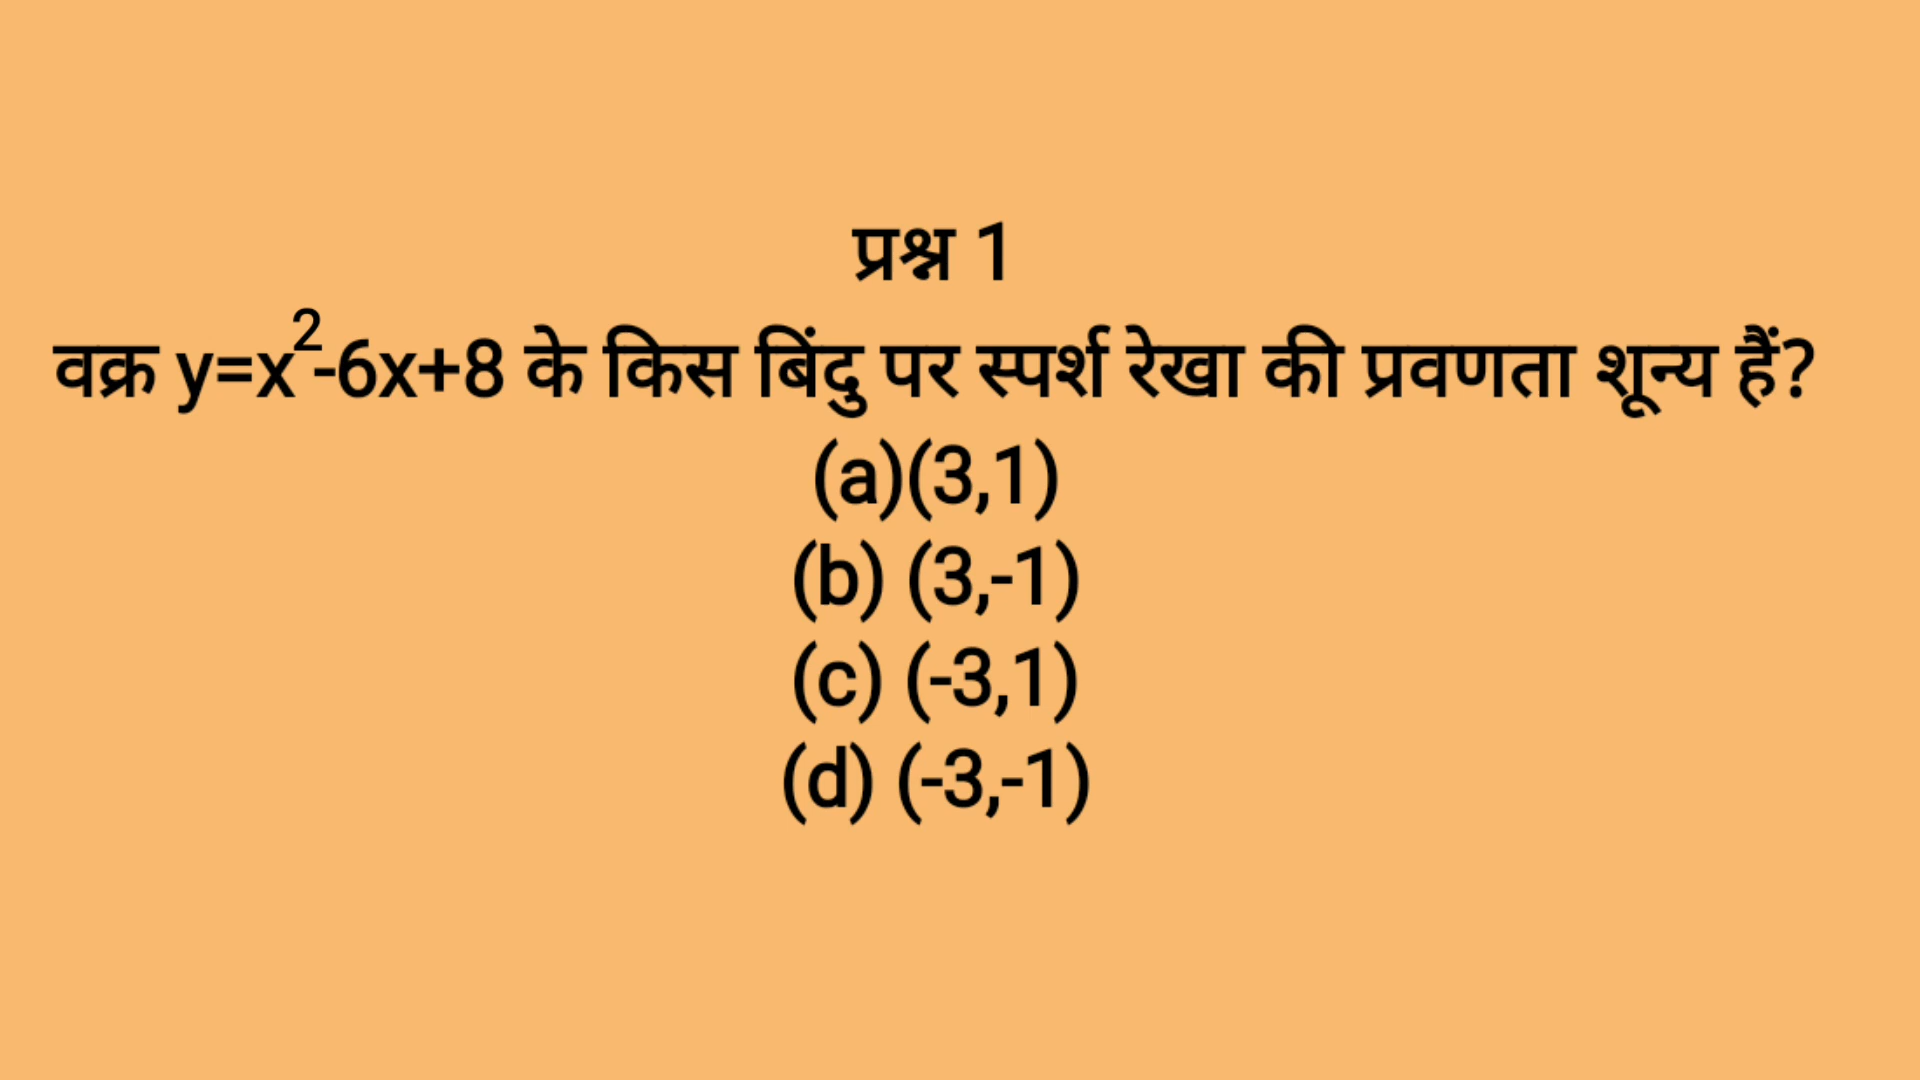 प्रश्न 1
वक्र y=x²-6x+8 के किस बिंदु पर स्पर्श रेखा की प्रवणता शून्य हैं?
(a)(3,1)
(b) (3,-1)
(c) (-3,1)
(d) (-3,-1)